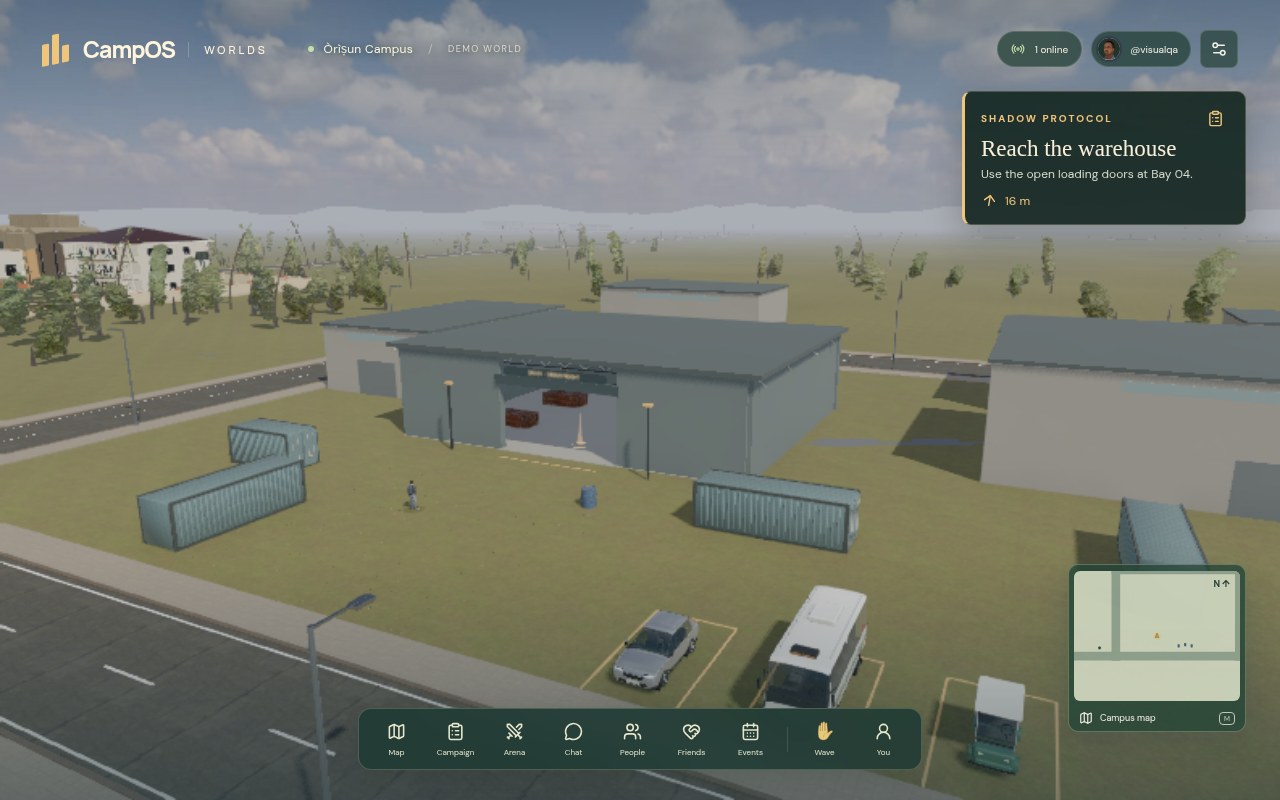 CampOS
WORLDS
Òrìṣun Campus / DEMO WORLD
1 online
@visualqa
SHADOW PROTOCOL
Reach the warehouse
Use the open loading doors at Bay 04.
16 m
N
Campus map
M
Map
Campaign
Arena
Chat
People
Friends
Events
Wave
You